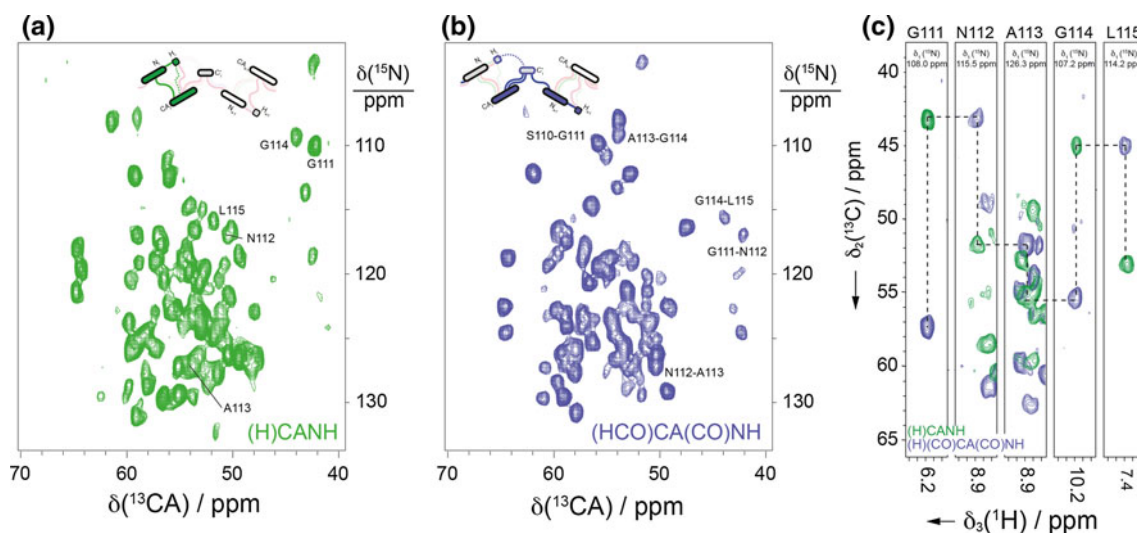 (a)
δ(¹⁵N)
ppm
G114
G111
L115
N112
A113
(H)CANH
110
120
130
70 60 50 40
δ(¹³CA) / ppm
(b)
δ(¹⁵N)
ppm
S110-G111
A113-G114
G114-L115
G111-N112
N112-A113
(HCO)CA(CO)NH
110
120
130
70 60 50 40
δ(¹³CA) / ppm
(c)
G111 N112 A113 G114 L115
δ₁ (¹⁵N) δ₁ (¹⁵N) δ₁ (¹⁵N) δ₁ (¹⁵N) δ₁ (¹⁵N)
108.0 ppm 115.5 ppm 126.3 ppm 107.2 ppm 114.2 ppm
40
45
50
55
60
65
δ₂(¹³C) / ppm
(H)CANH
(H)(CO)CA(CO)NH
6.2 8.9 8.9 10.2 7.4
δ₃(¹H) / ppm